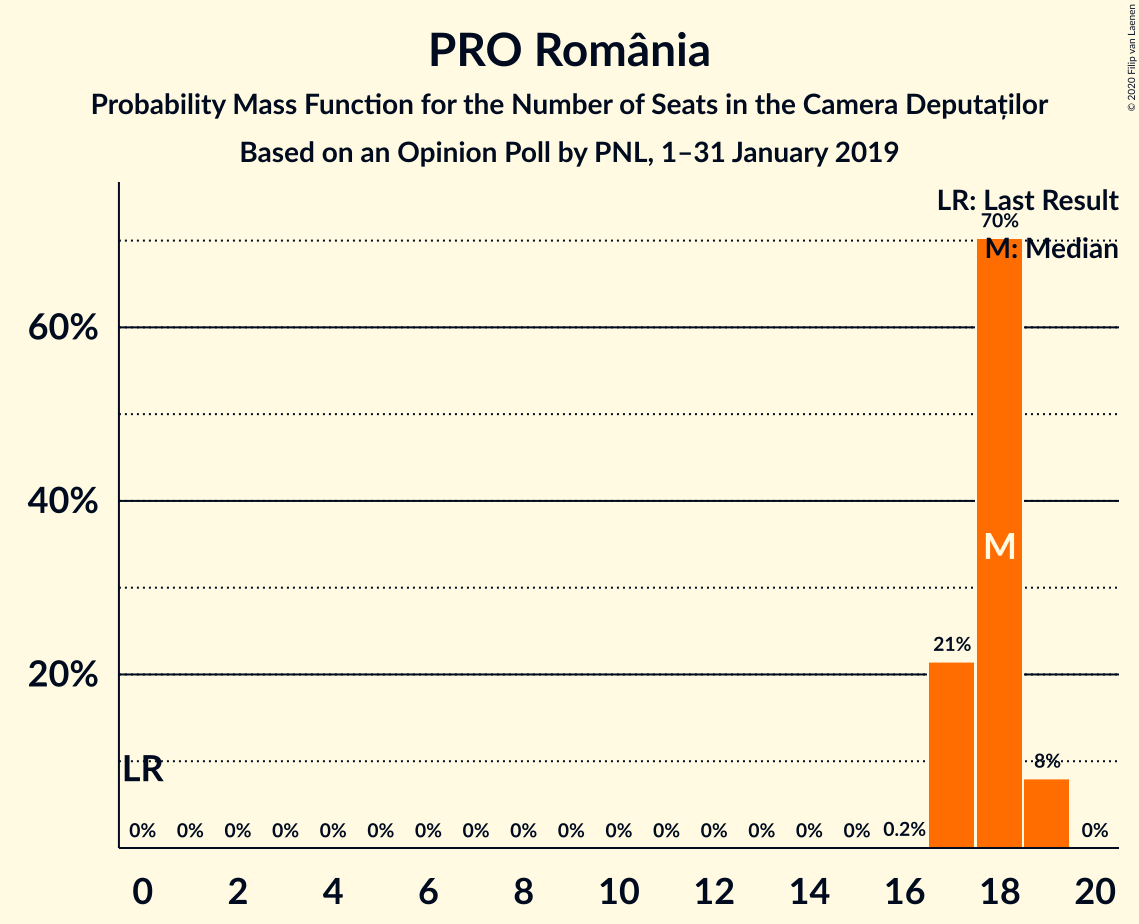 PRO România
Probability Mass Function for the Number of Seats in the Camera Deputaților
Based on an Opinion Poll by PNL, 1–31 January 2019
© 2020 Filip van Laenen
LR: Last Result
70%
M: Median
60%
40%
M
21%
20%
LR
8%
0% 0% 0% 0% 0% 0% 0% 0% 0% 0% 0% 0% 0% 0% 0% 0% 0.2% 0%
0 2 4 6 8 10 12 14 16 18 20